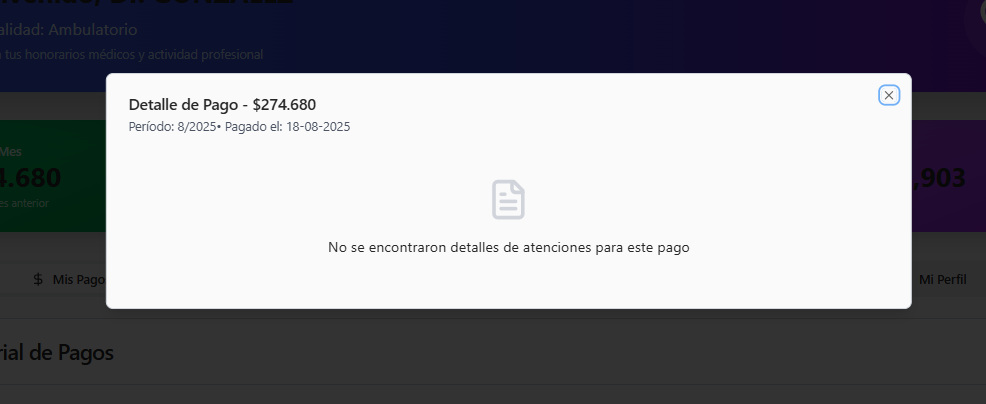 alidad: Ambulatorio
tus honorarios médicos y actividad profesional
Detalle de Pago - $274.680
Período: 8/2025• Pagado el: 18-08-2025
Mes
4.680
,903
es anterior
No se encontraron detalles de atenciones para este pago
Mis Pago
Mi Perfil
rial de Pagos